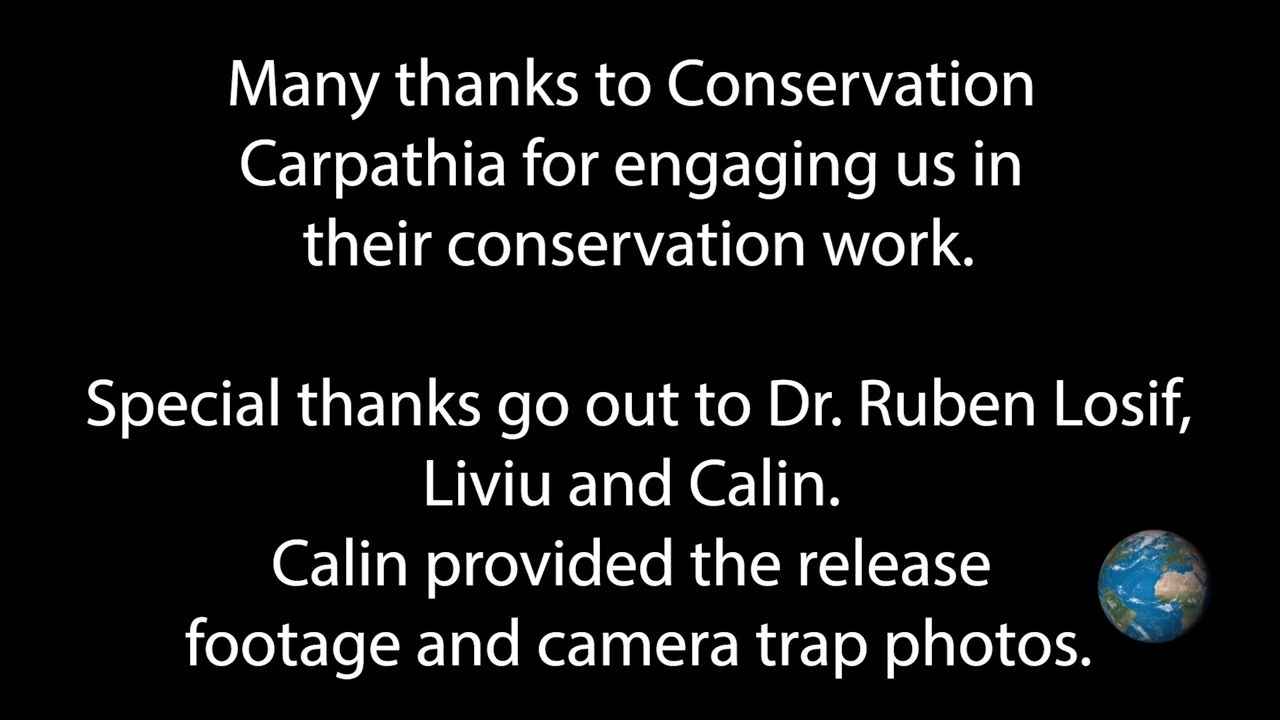 Many thanks to Conservation
Carpathia for engaging us in
their conservation work.
Special thanks go out to Dr. Ruben Losif,
Liviu and Calin.
Calin provided the release
footage and camera trap photos.